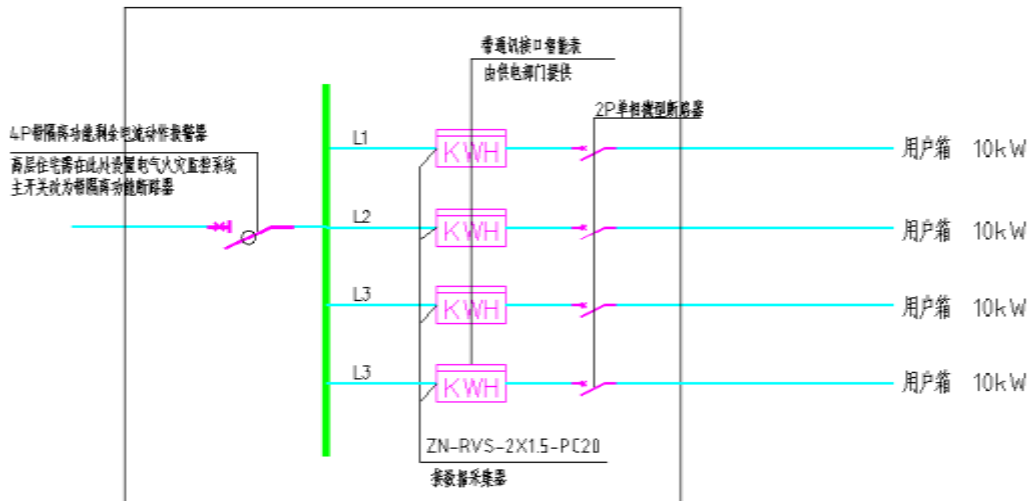 带通讯接口智能表
由供电部门提供
2P单相微型断路器
4P带隔离功能剩余电流动作报警器
高层住宅需在此处设置电气火灾监控系统
主开关改为带隔离功能断路器
L1 KWH 用户箱 10kW
L2 KWH 用户箱 10kW
L3 KWH 用户箱 10kW
L3 KWH 用户箱 10kW
ZN-RVS-2X1.5-PC20
接数据采集器